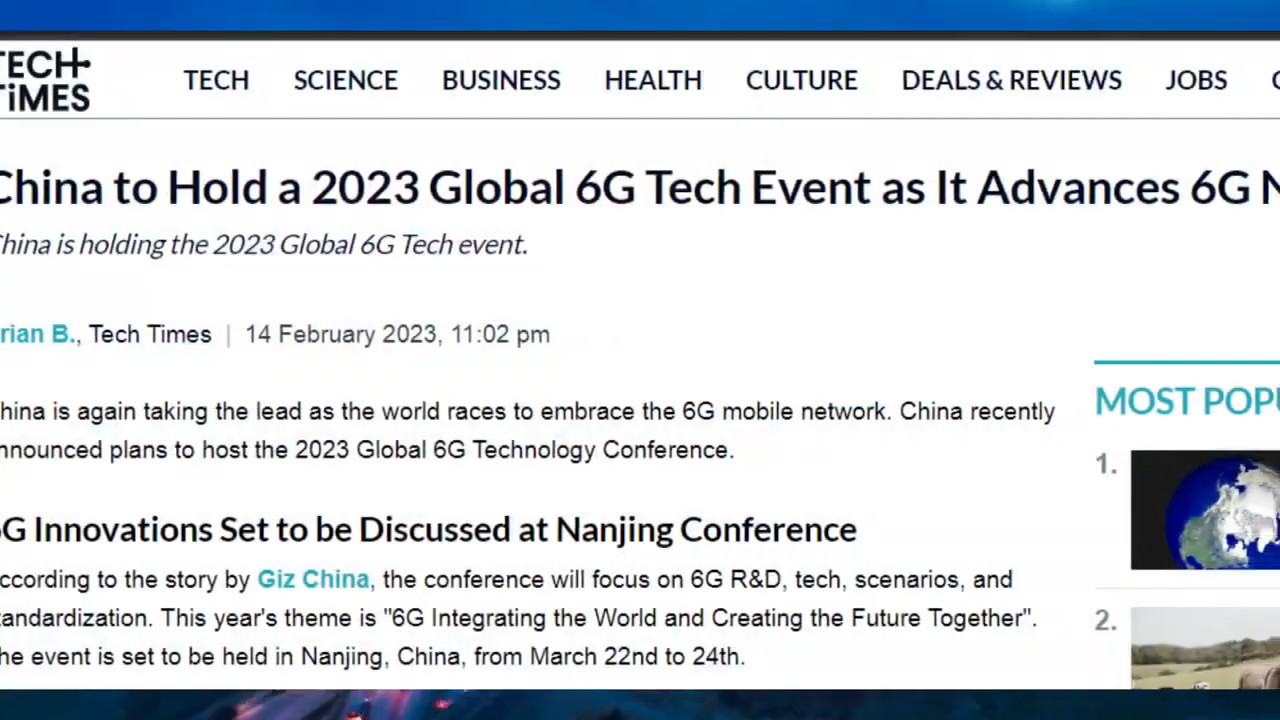 TECH
TiMES
TECH SCIENCE BUSINESS HEALTH CULTURE DEALS & REVIEWS JOBS
China to Hold a 2023 Global 6G Tech Event as It Advances 6G N
China is holding the 2023 Global 6G Tech event.
rian B., Tech Times | 14 February 2023, 11:02 pm
hina is again taking the lead as the world races to embrace the 6G mobile network. China recently
nnounced plans to host the 2023 Global 6G Technology Conference.
MOST POPU
1.
G Innovations Set to be Discussed at Nanjing Conference
ccording to the story by Giz China, the conference will focus on 6G R&D, tech, scenarios, and
tandardization. This year's theme is "6G Integrating the World and Creating the Future Together".
he event is set to be held in Nanjing, China, from March 22nd to 24th.
2.